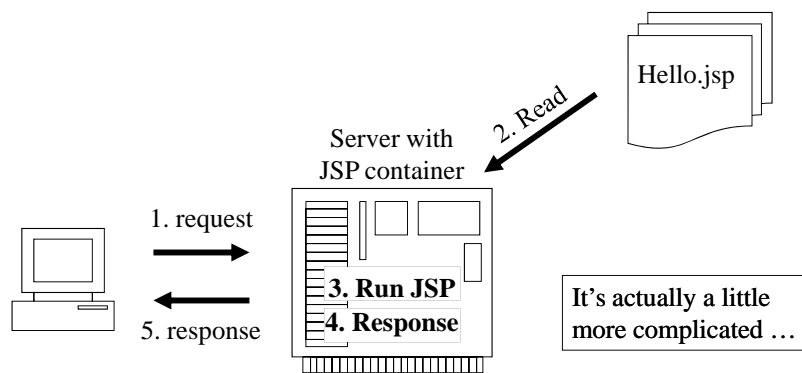 Hello.jsp
2. Read
Server with
JSP container
1. request
3. Run JSP
4. Response
5. response
It's actually a little
more complicated …